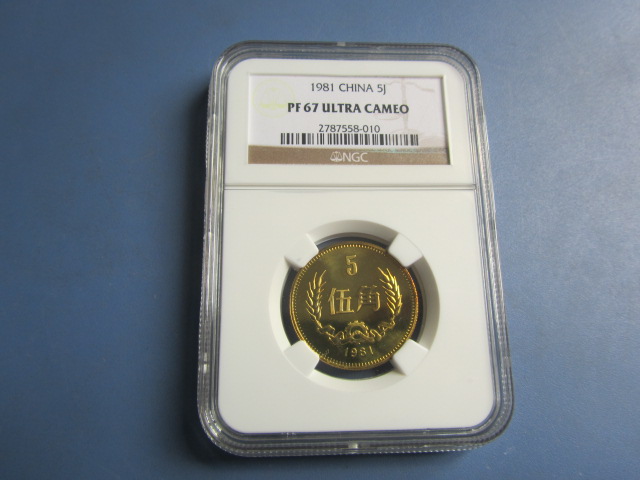 1981 CHINA 5J
PF 67 ULTRA CAMEO
2787558-010
NGC
5
伍角
1981